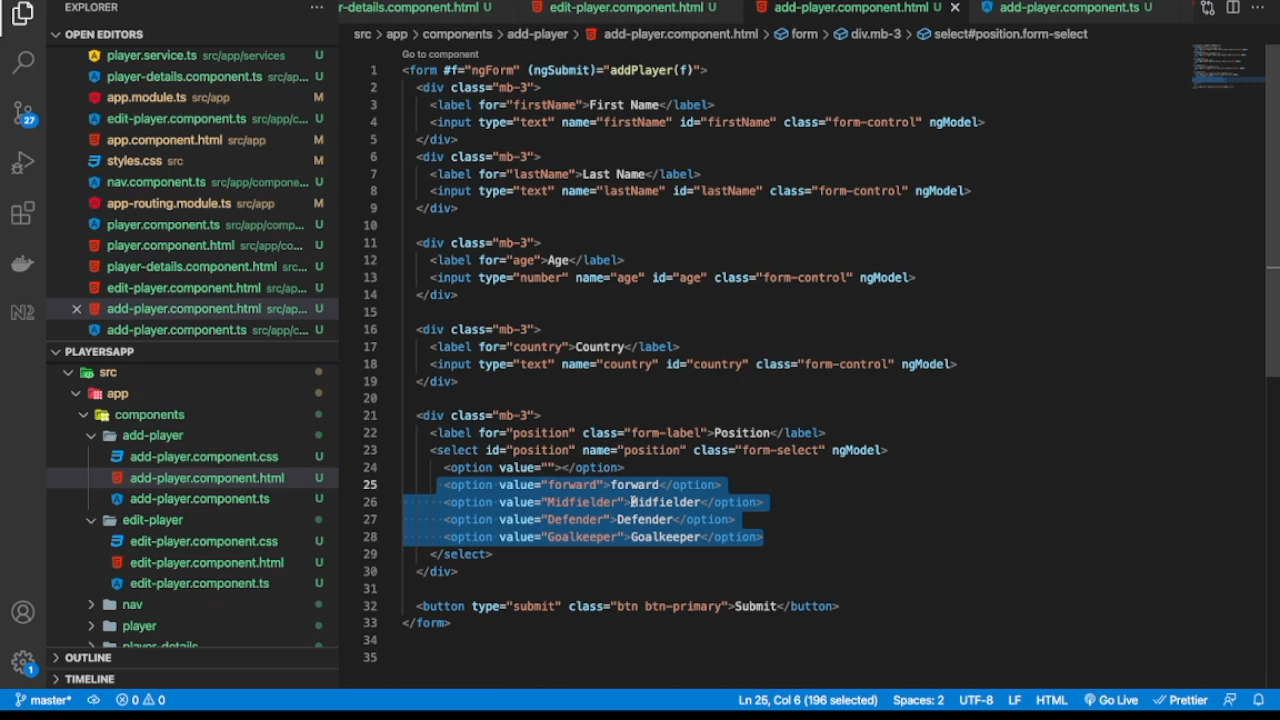 EXPLORER
OPEN EDITORS
player.service.ts src/app/services
player-details.component.ts src/ap...
app.module.ts src/app M
edit-player.component.ts src/app/c... U
app.component.html src/app M
styles.css src M
nav.component.ts src/app/compone... U
app-routing.module.ts src/app M
player.component.ts src/app/comp... U
player.component.html src/app/co... U
player-details.component.html src... U
edit-player.component.html src/ap... U
add-player.component.html src/ap... U
add-player.component.ts src/app/c... U
PLAYERSAPP
src
app
components
add-player
add-player.component.css U
add-player.component.html U
add-player.component.ts U
edit-player
edit-player.component.css U
edit-player.component.html U
edit-player.component.ts U
nav
player
player-details
OUTLINE
TIMELINE
27
1
r-details.component.html U edit-player.component.html U add-player.component.html U add-player.component.ts U
src > app > components > add-player > add-player.component.html > form > div.mb-3 > select#position.form-select
Go to component
1 <form #f="ngForm" (ngSubmit)="addPlayer(f)">
2 <div class="mb-3">
3 <label for="firstName">First Name</label>
4 <input type="text" name="firstName" id="firstName" class="form-control" ngModel>
5 </div>
6 <div class="mb-3">
7 <label for="lastName">Last Name</label>
8 <input type="text" name="lastName" id="lastName" class="form-control" ngModel>
9 </div>
10
11 <div class="mb-3">
12 <label for="age">Age</label>
13 <input type="number" name="age" id="age" class="form-control" ngModel>
14 </div>
15
16 <div class="mb-3">
17 <label for="country">Country</label>
18 <input type="text" name="country" id="country" class="form-control" ngModel>
19 </div>
20
21 <div class="mb-3">
22 <label for="position" class="form-label">Position</label>
23 <select id="position" name="position" class="form-select" ngModel>
24 <option value=""></option>
25 <option value="forward">forward</option>
26 <option value="Midfielder">Midfielder</option>
27 <option value="Defender">Defender</option>
28 <option value="Goalkeeper">Goalkeeper</option>
29 </select>
30 </div>
31
32 <button type="submit" class="btn btn-primary">Submit</button>
33 </form>
34
35
master* 0 0 Ln 25, Col 6 (196 selected) Spaces: 2 UTF-8 LF HTML Go Live Prettier